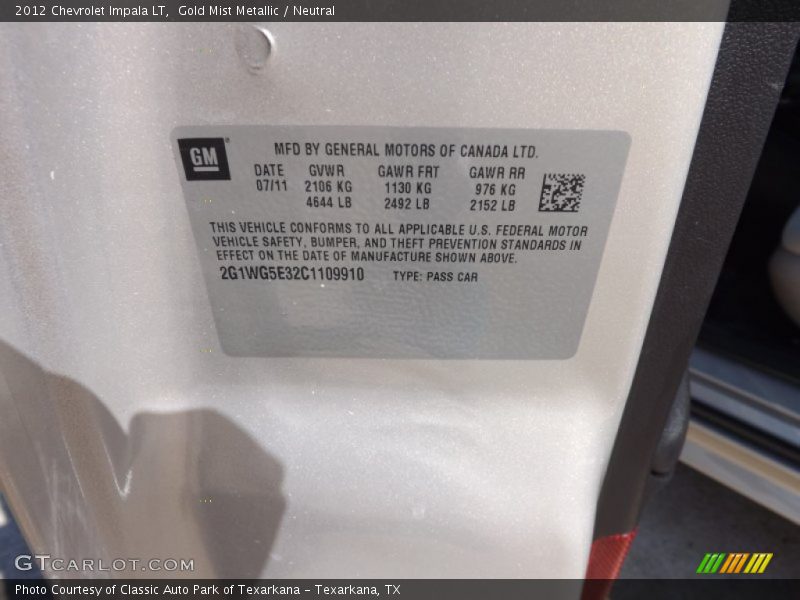 2012 Chevrolet Impala LT, Gold Mist Metallic / Neutral
GM
MFD BY GENERAL MOTORS OF CANADA LTD.
DATE GVWR GAWR FRT GAWR RR
07/11 2106 KG 1130 KG 976 KG
4644 LB 2492 LB 2152 LB
THIS VEHICLE CONFORMS TO ALL APPLICABLE U.S. FEDERAL MOTOR
VEHICLE SAFETY, BUMPER, AND THEFT PREVENTION STANDARDS IN
EFFECT ON THE DATE OF MANUFACTURE SHOWN ABOVE.
2G1WG5E32C1109910 TYPE: PASS CAR
GTCARLOT.COM
Photo Courtesy of Classic Auto Park of Texarkana - Texarkana, TX